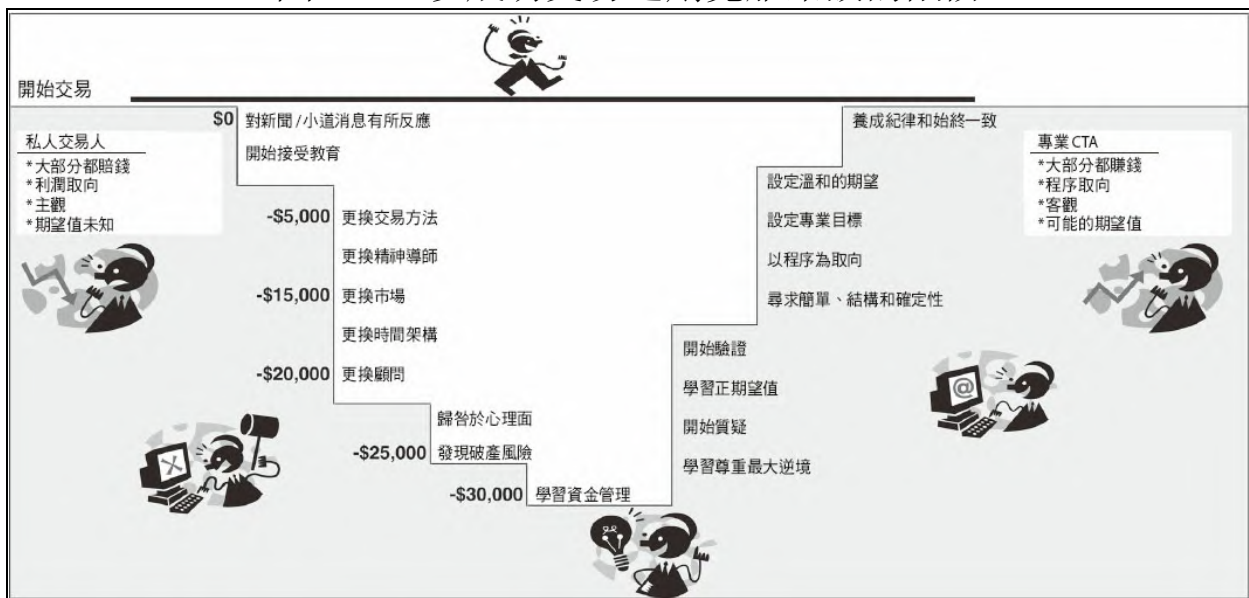 開始交易
$0 對新聞/小道消息有所反應
開始接受教育
私人交易人
*大部分都賠錢
*利潤取向
*主觀
*期望值未知
-$5,000 更換交易方法
更換精神導師
-$15,000 更換市場
更換時間架構
-$20,000 更換顧問
歸咎於心理面
-$25,000 發現破產風險
-$30,000 學習資金管理
學習尊重最大逆境
開始質疑
學習正期望值
開始驗證
尋求簡單、結構和確定性
以程序為取向
設定專業目標
設定溫和的期望
養成紀律和始終一致
專業CTA
*大部分都賺錢
*程序取向
*客觀
*可能的期望值
X
@